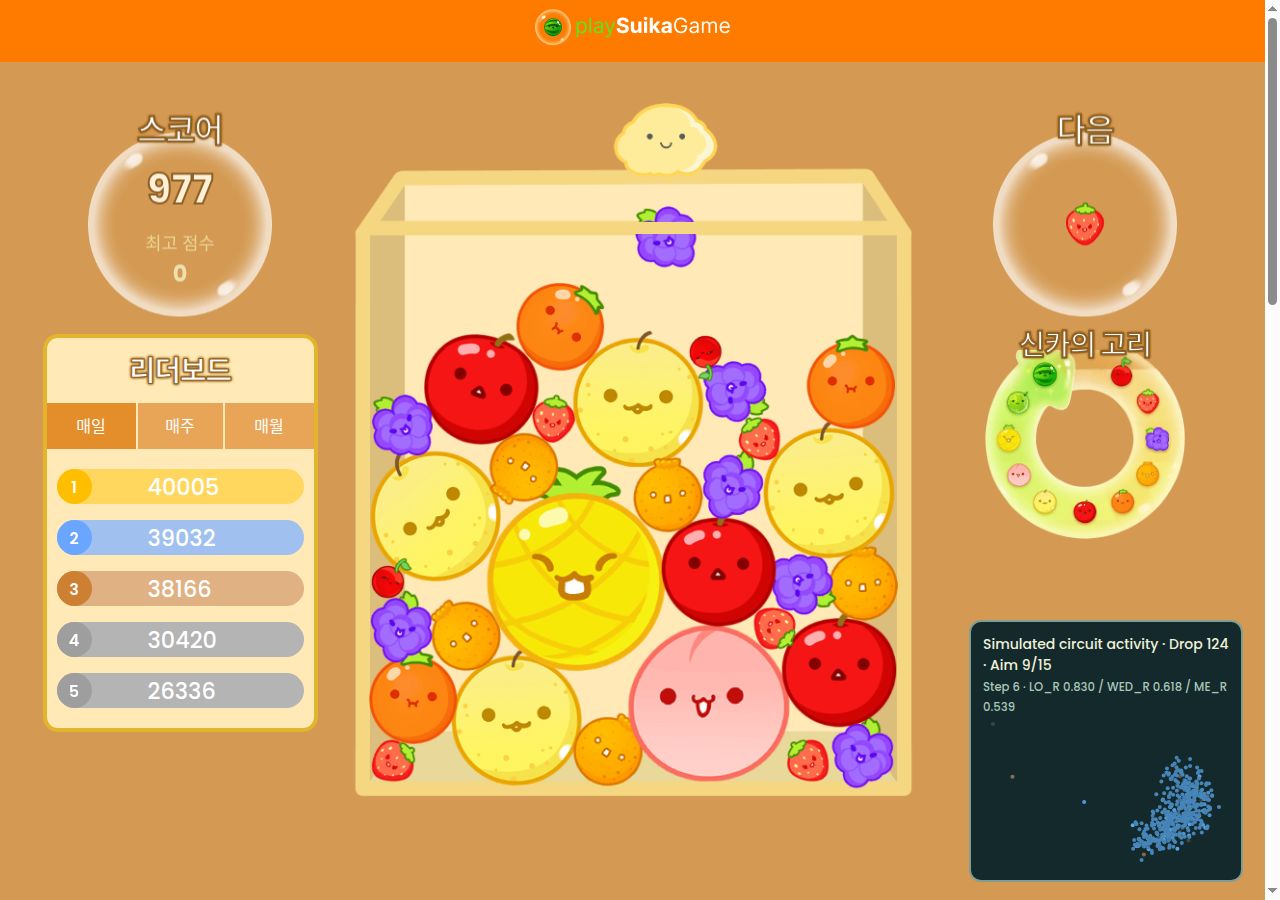 playSuikaGame
스코어
977
최고 점수
0
다음
신카의 고리
리더보드
매일 매주 매월
1 40005
2 39032
3 38166
4 30420
5 26336
Simulated circuit activity · Drop 124
· Aim 9/15
Step 6 · LO_R 0.830 / WED_R 0.618 / ME_R
0.539